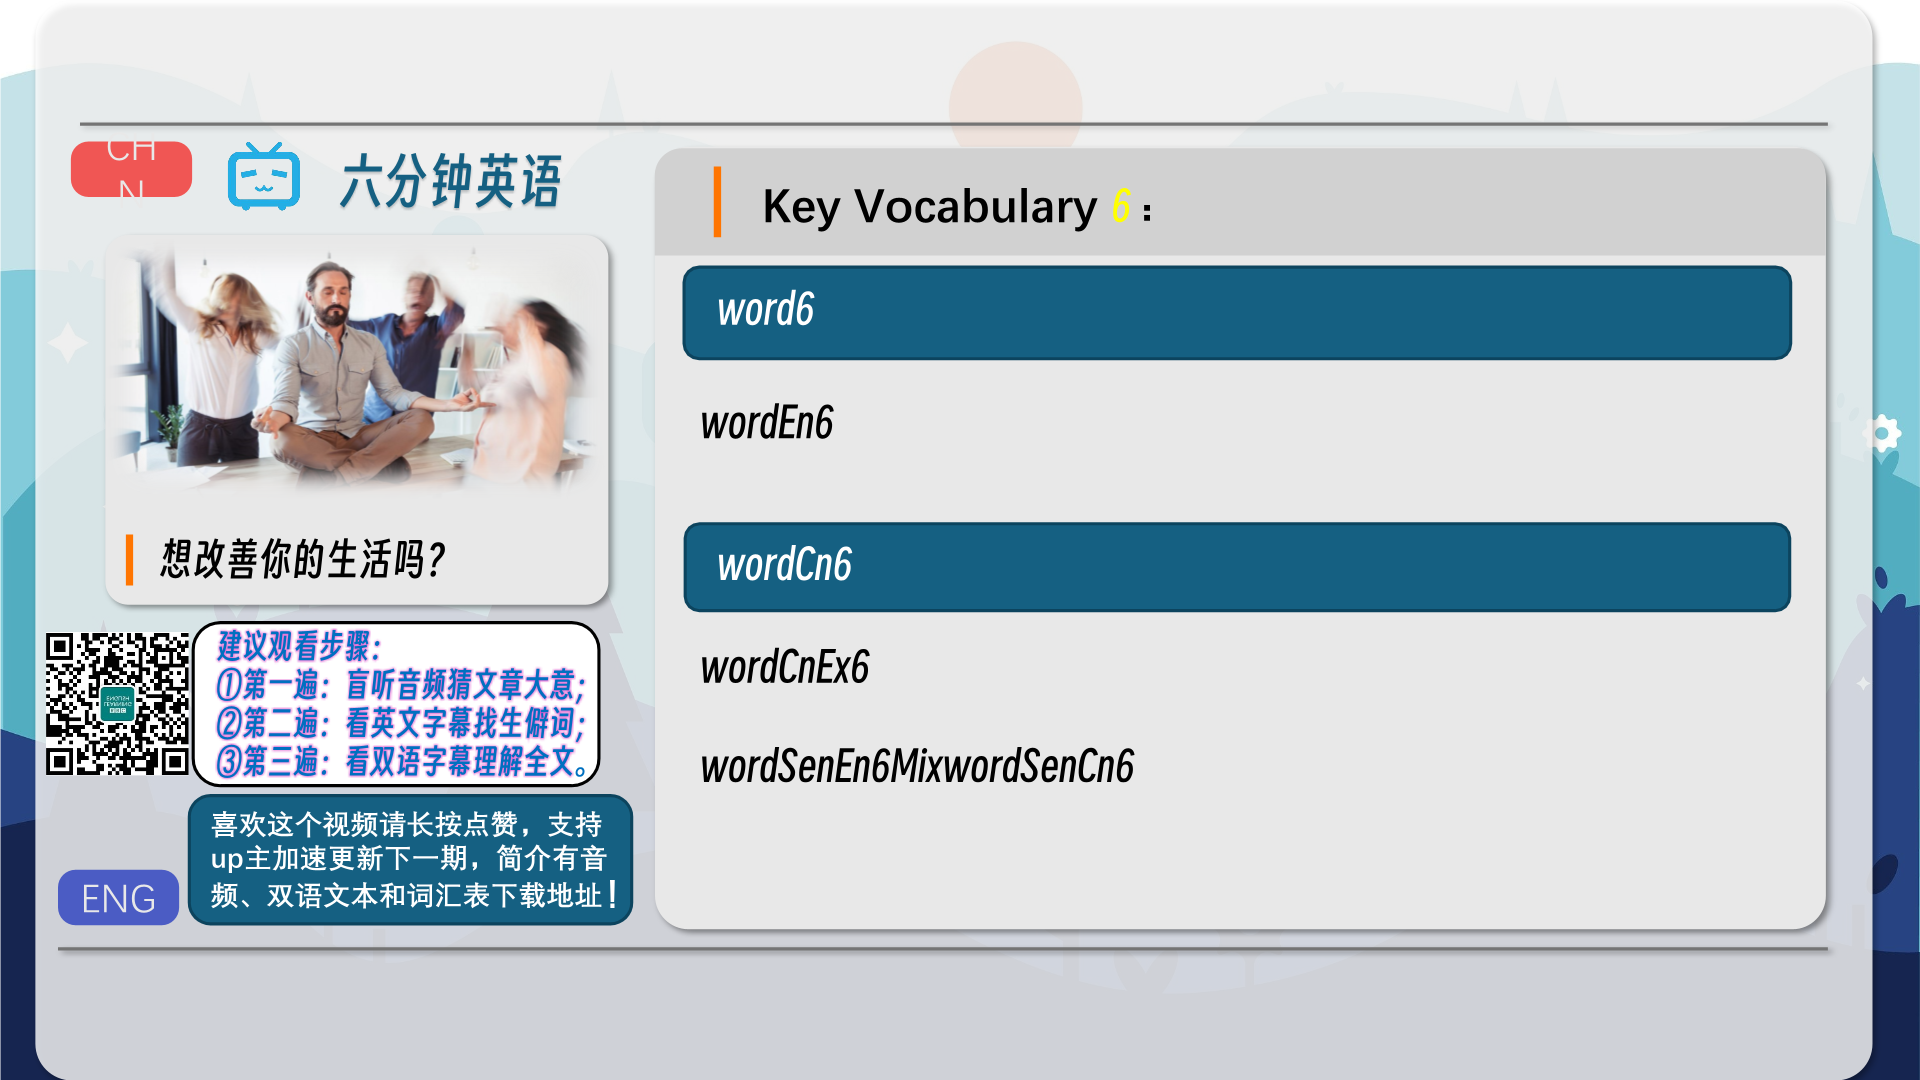 CH
N
六分钟英语
想改善你的生活吗?
建议观看步骤：
①第一遍：盲听音频猜文章大意;
②第二遍：看英文字幕找生僻词;
③第三遍：看双语字幕理解全文。
喜欢这个视频请长按点赞，支持
up主加速更新下一期，简介有音
频、双语文本和词汇表下载地址！
ENG
Key Vocabulary 6：
word6
wordEn6
wordCn6
wordCnEx6
wordSenEn6MixwordSenCn6